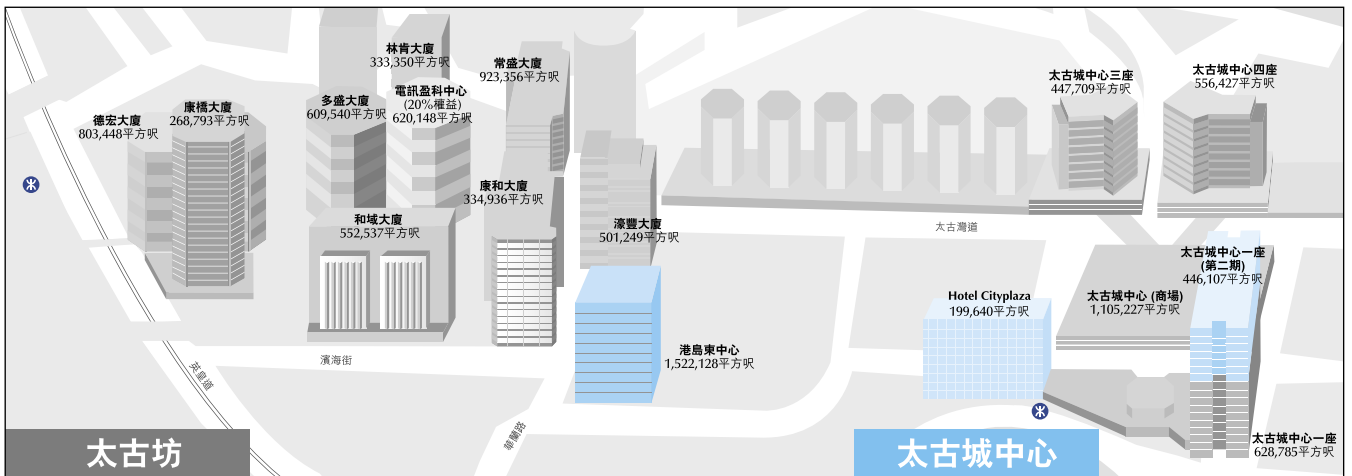 林肯大廈
333,350平方呎
常盛大廈
923,356平方呎
太古城中心三座
447,709平方呎
太古城中心四座
556,427平方呎
康橋大廈
268,793平方呎
德宏大廈
803,448平方呎
多盛大廈
609,540平方呎
電訊盈科中心
(20%權益)
620,148平方呎
康和大廈
334,936平方呎
和域大廈
552,537平方呎
濠豐大廈
501,249平方呎
太古灣道
太古城中心一座
(第二期)
446,107平方呎
Hotel Cityplaza
199,640平方呎
太古城中心 (商場)
1,105,227平方呎
港島東中心
1,522,128平方呎
濱海街
英皇道
華蘭路
太古城中心一座
628,785平方呎
太古坊
太古城中心